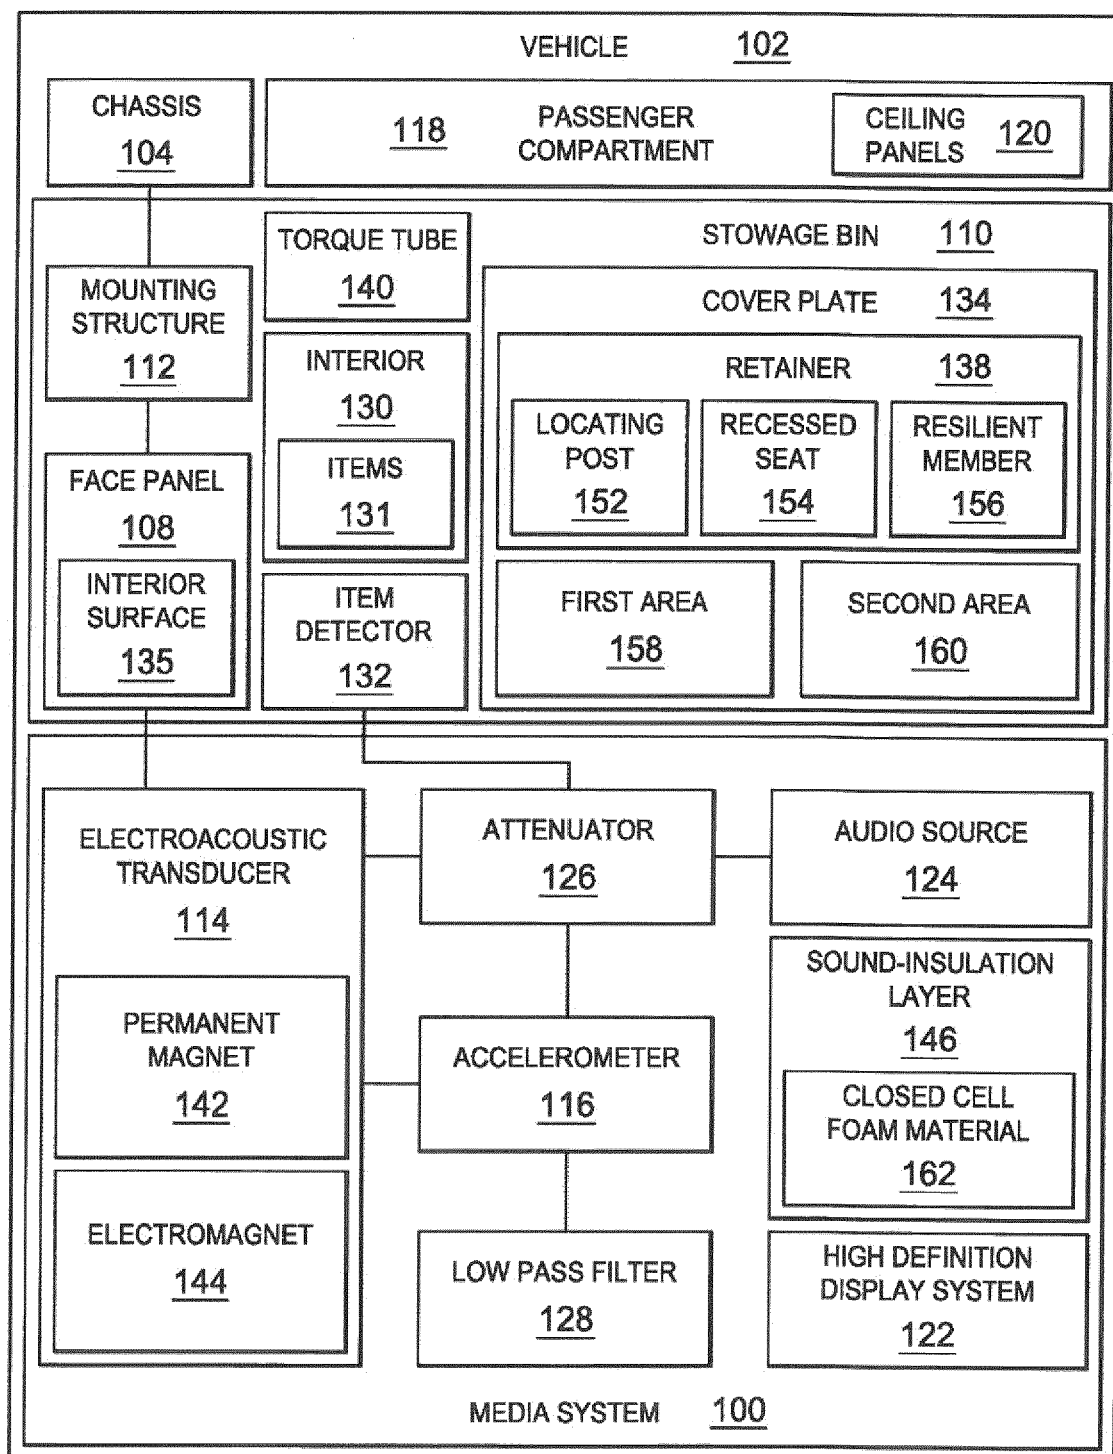 VEHICLE 102
CHASSIS
104
118
PASSENGER
COMPARTMENT
CEILING
PANELS
120
TORQUE TUBE
140
STOWAGE BIN 110
MOUNTING
STRUCTURE
112
COVER PLATE 134
INTERIOR
130
ITEMS
131
RETAINER 138
LOCATING
POST
152
RECESSED
SEAT
154
RESILIENT
MEMBER
156
FACE PANEL
108
INTERIOR
SURFACE
135
ITEM
DETECTOR
132
FIRST AREA
158
SECOND AREA
160
ELECTROACOUSTIC
TRANSDUCER
114
ATTENUATOR
126
AUDIO SOURCE
124
PERMANENT
MAGNET
142
ACCELEROMETER
116
SOUND-INSULATION
LAYER
146
CLOSED CELL
FOAM MATERIAL
162
ELECTROMAGNET
144
LOW PASS FILTER
128
HIGH DEFINITION
DISPLAY SYSTEM
122
MEDIA SYSTEM 100